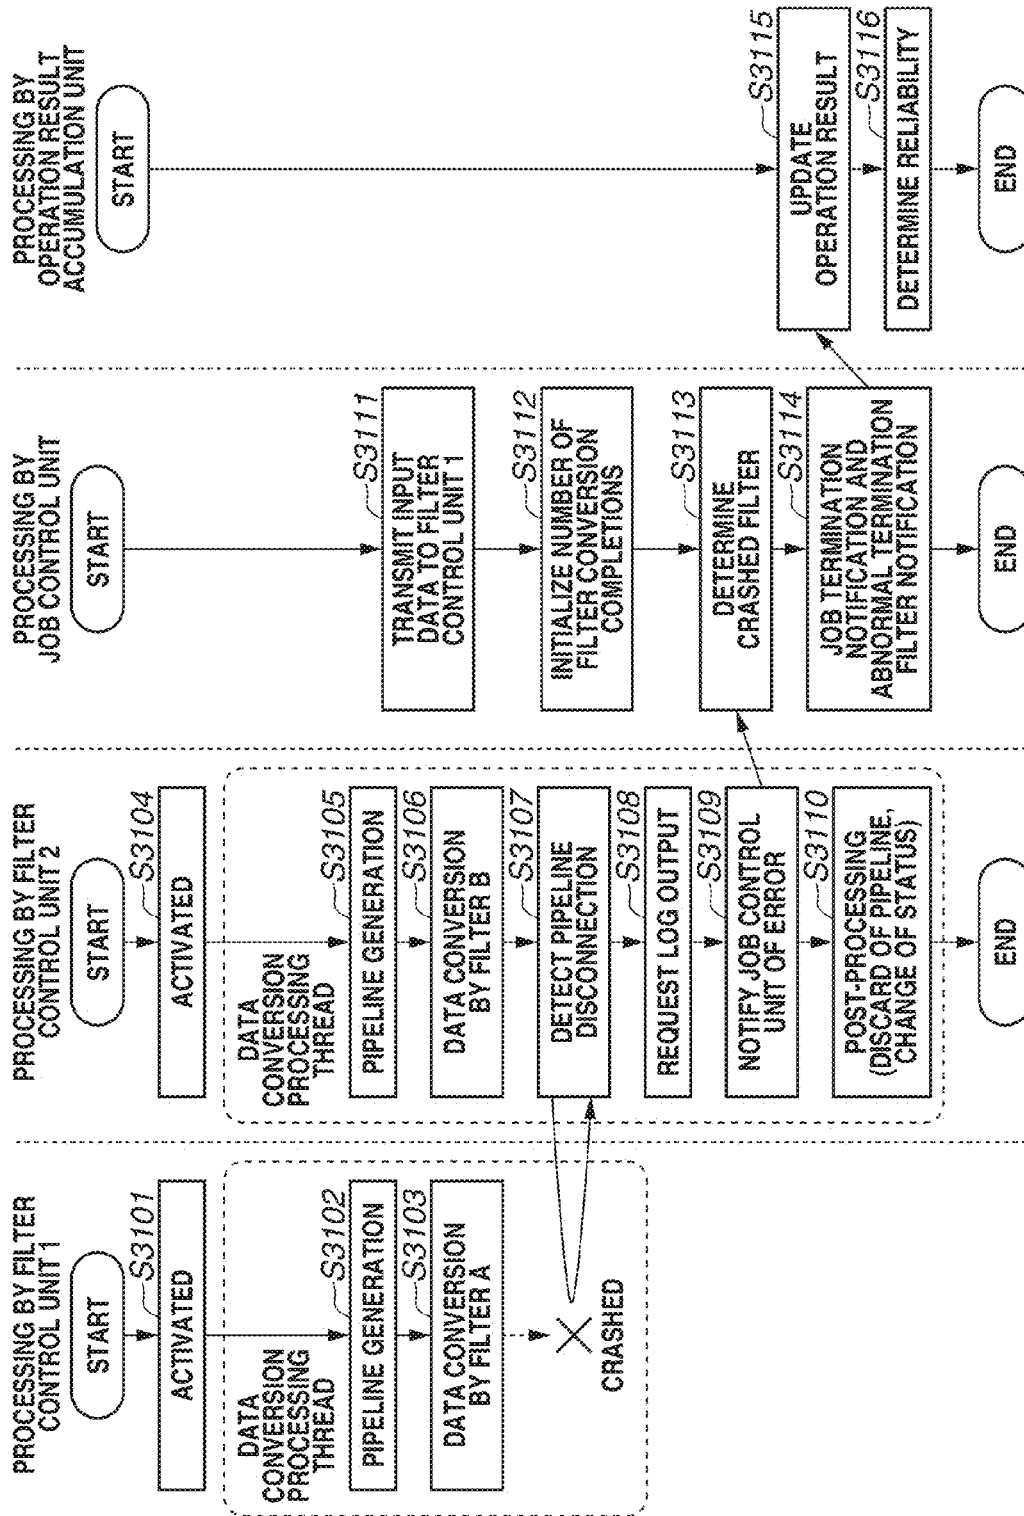 PROCESSING BY FILTER
CONTROL UNIT 1
START
S3101
ACTIVATED
DATA
CONVERSION
PROCESSING
THREAD
S3102
PIPELINE GENERATION
S3103
DATA CONVERSION
BY FILTER A
CRASHED
PROCESSING BY FILTER
CONTROL UNIT 2
START
S3104
ACTIVATED
DATA
CONVERSION
PROCESSING
THREAD
S3105
PIPELINE GENERATION
S3106
DATA CONVERSION
BY FILTER B
S3107
DETECT PIPELINE
DISCONNECTION
S3108
REQUEST LOG OUTPUT
S3109
NOTIFY JOB CONTROL
UNIT OF ERROR
S3110
POST-PROCESSING
(DISCARD OF PIPELINE,
CHANGE OF STATUS)
END
PROCESSING BY
JOB CONTROL UNIT
START
S3111
TRANSMIT INPUT
DATA TO FILTER
CONTROL UNIT 1
S3112
INITIALIZE NUMBER OF
FILTER CONVERSION
COMPLETIONS
S3113
DETERMINE
CRASHED FILTER
S3114
JOB TERMINATION
NOTIFICATION AND
ABNORMAL TERMINATION
FILTER NOTIFICATION
END
PROCESSING BY
OPERATION RESULT
ACCUMULATION UNIT
START
S3115
UPDATE
OPERATION RESULT
S3116
DETERMINE RELIABILITY
END